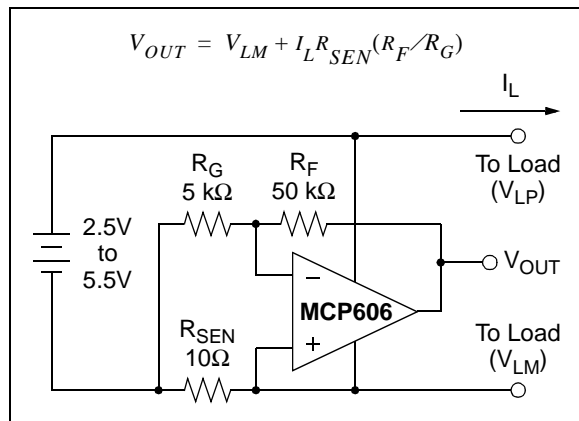 V_OUT = V_LM + I_L R_SEN (R_F / R_G)
I_L
R_G
5 kΩ
R_F
50 kΩ
To Load
(V_LP)
2.5V
to
5.5V
V_OUT
−
MCP606
+
R_SEN
10Ω
To Load
(V_LM)